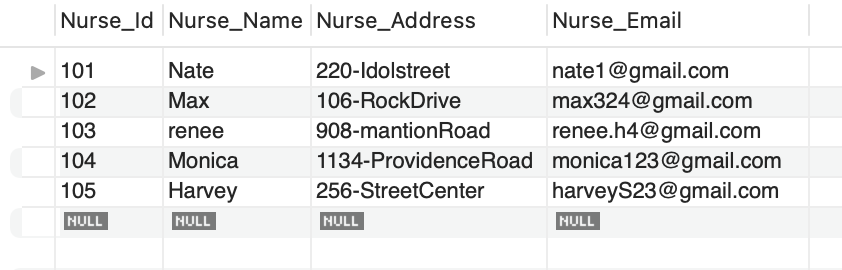 Nurse_Id Nurse_Name Nurse_Address Nurse_Email
101 Nate 220-Idolstreet nate1@gmail.com
102 Max 106-RockDrive max324@gmail.com
103 renee 908-mantionRoad renee.h4@gmail.com
104 Monica 1134-ProvidenceRoad monica123@gmail.com
105 Harvey 256-StreetCenter harveyS23@gmail.com
NULL NULL NULL NULL